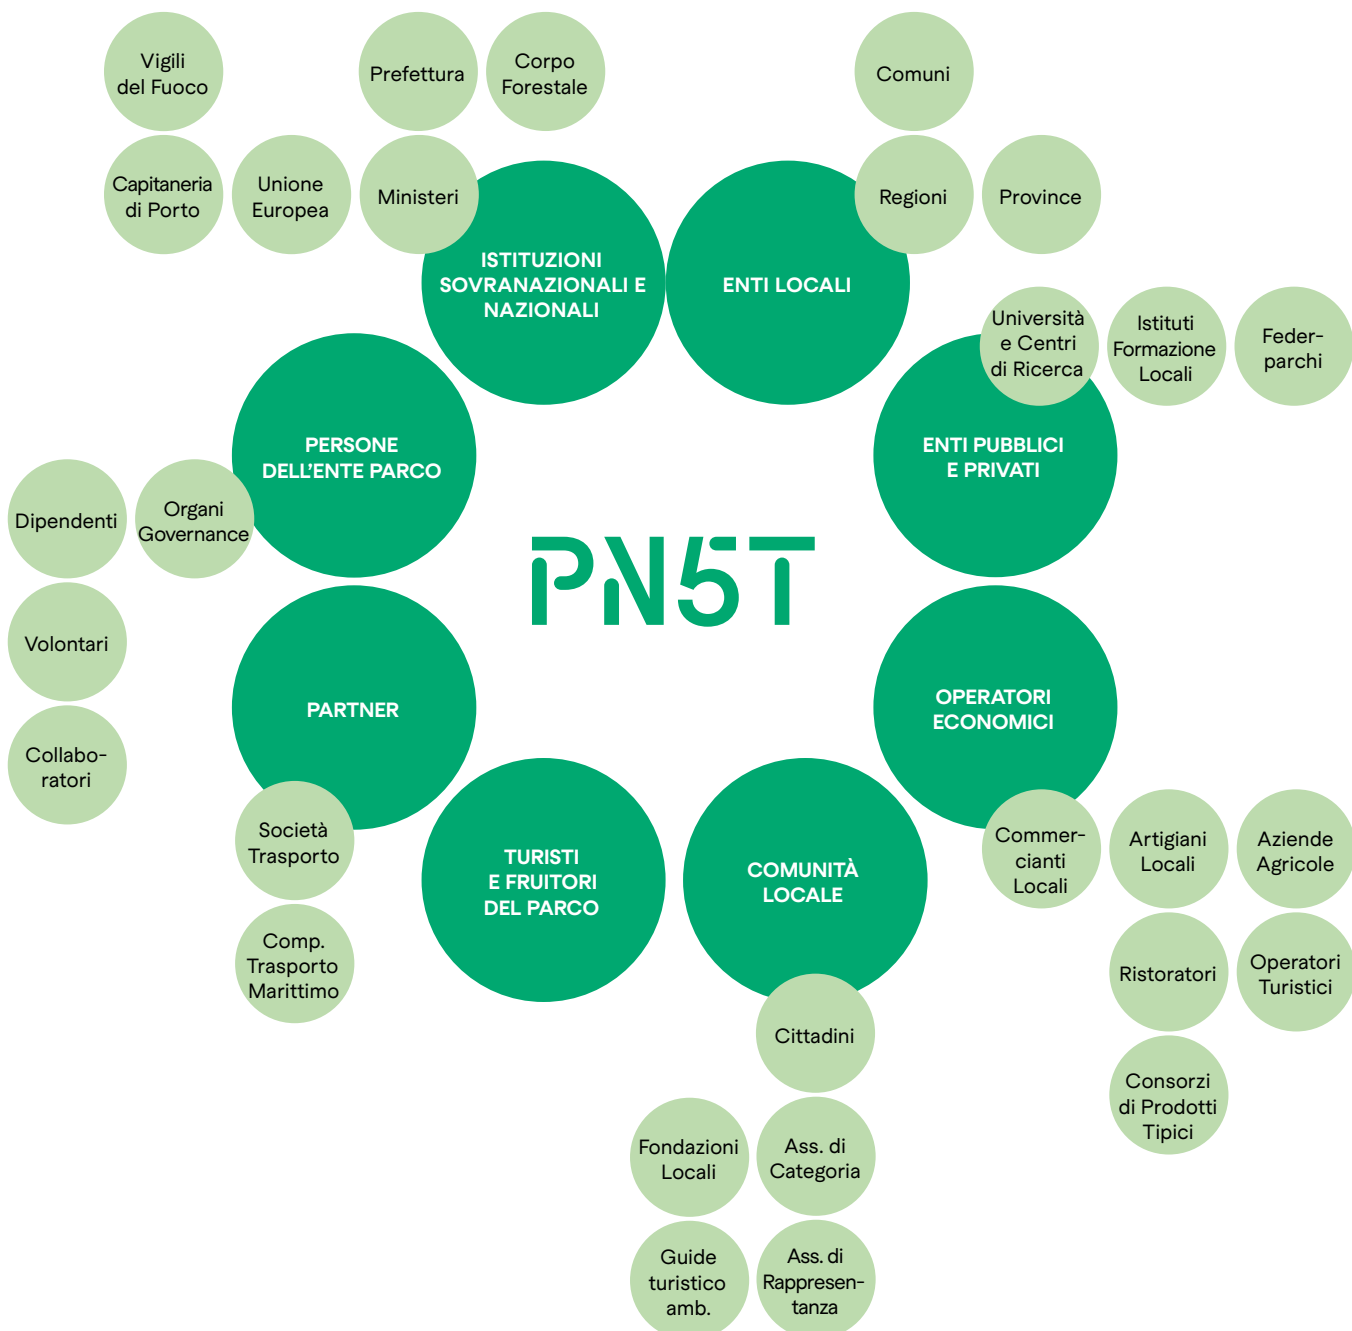 Vigili
del Fuoco
Prefettura
Corpo
Forestale
Comuni
Capitaneria
di Porto
Unione
Europea
Ministeri
Regioni
Province
ISTITUZIONI
SOVRANAZIONALI E
NAZIONALI
ENTI LOCALI
Università
e Centri
di Ricerca
Istituti
Formazione
Locali
Feder-
parchi
PERSONE
DELL'ENTE PARCO
ENTI PUBBLICI
E PRIVATI
Dipendenti
Organi
Governance
PN5T
Volontari
PARTNER
OPERATORI
ECONOMICI
Collabo-
ratori
Società
Trasporto
TURISTI
E FRUITORI
DEL PARCO
COMUNITÀ
LOCALE
Commer-
cianti
Locali
Artigiani
Locali
Aziende
Agricole
Comp.
Trasporto
Marittimo
Ristoratori
Operatori
Turistici
Cittadini
Consorzi
di Prodotti
Tipici
Fondazioni
Locali
Ass. di
Categoria
Guide
turistico
amb.
Ass. di
Rappresen-
tanza